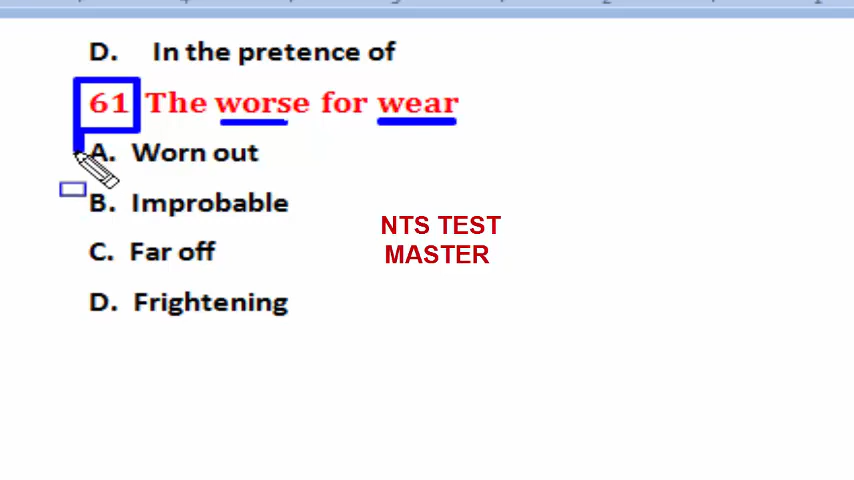 D. In the pretence of
61 The worse for wear
A. Worn out
B. Improbable
NTS TEST
MASTER
C. Far off
D. Frightening